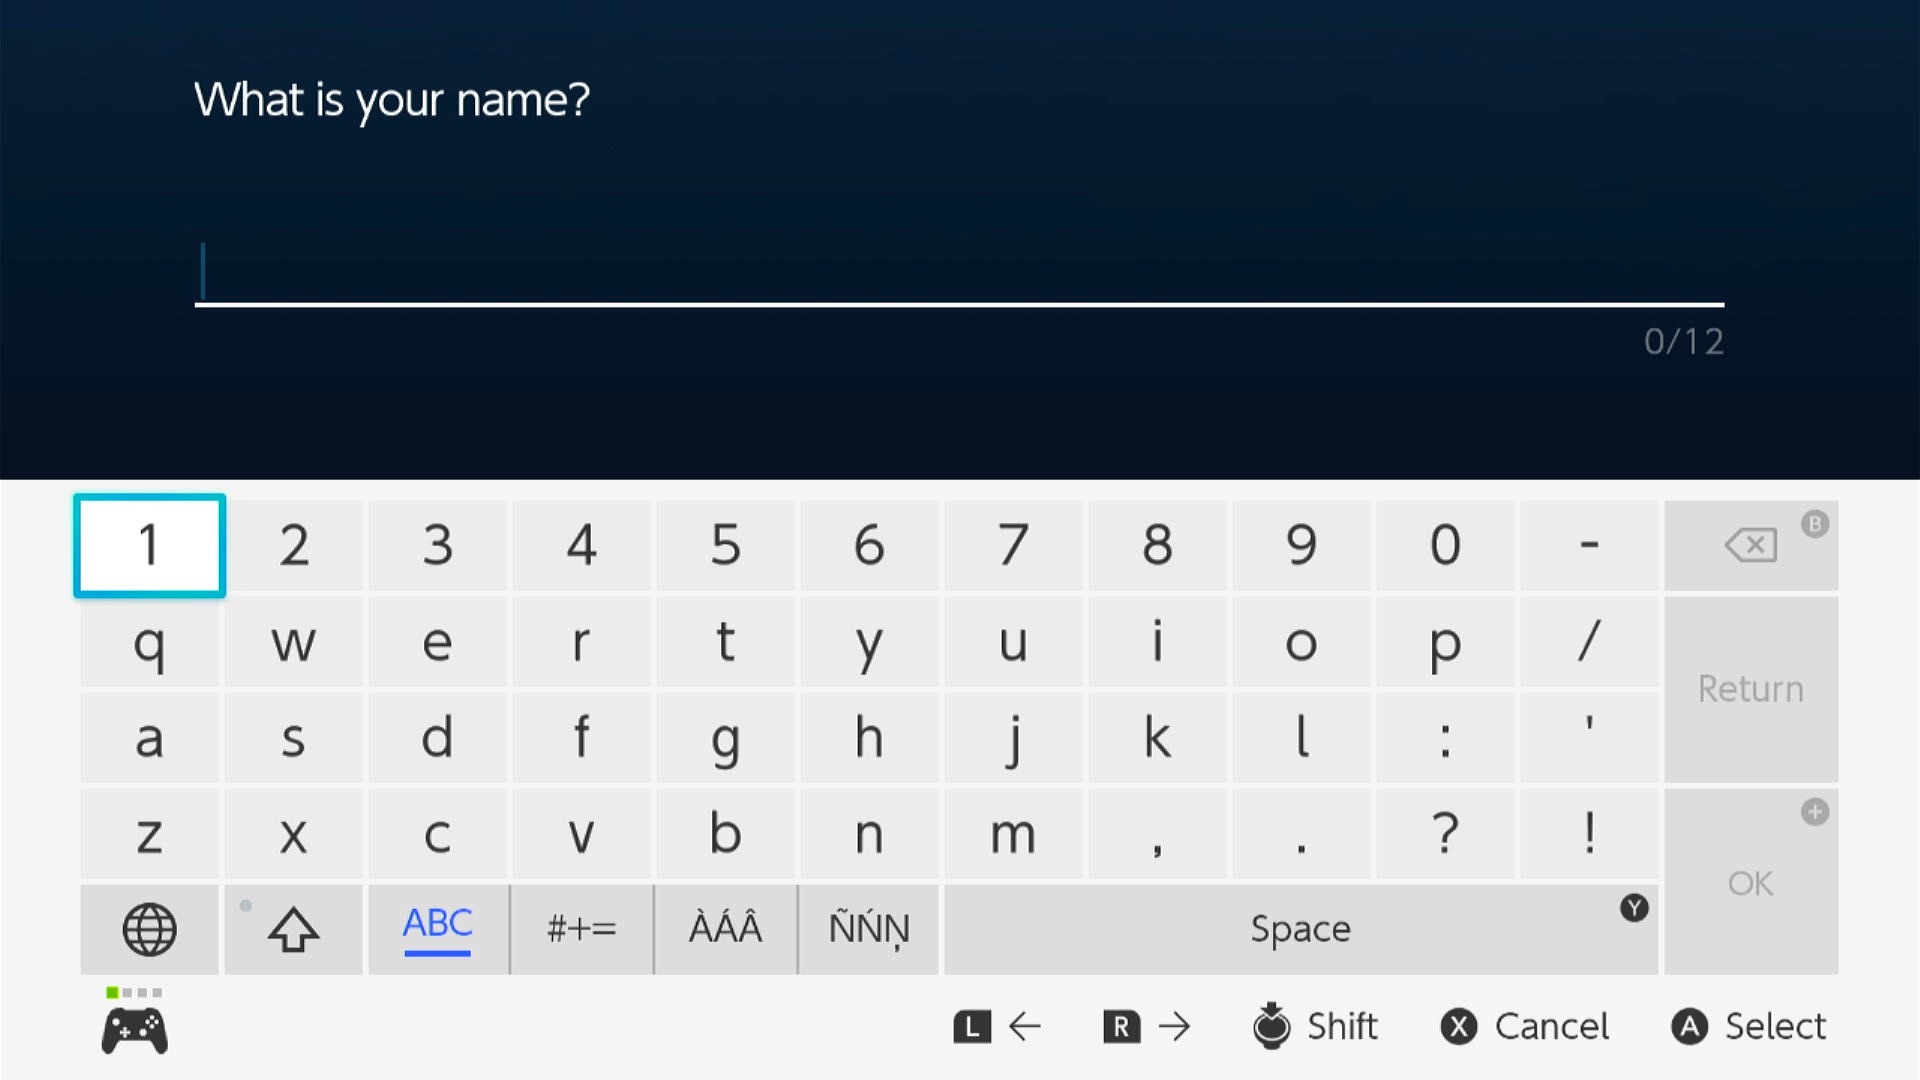 What is your name?
0/12
1 2 3 4 5 6 7 8 9 0 - B
q w e r t y u i o p / Return
a s d f g h j k l : '
z x c v b n m , . ? ! +
ABC #+= ÀÁÂ ÑŃŅ Space Y OK
L ← R → Shift X Cancel A Select